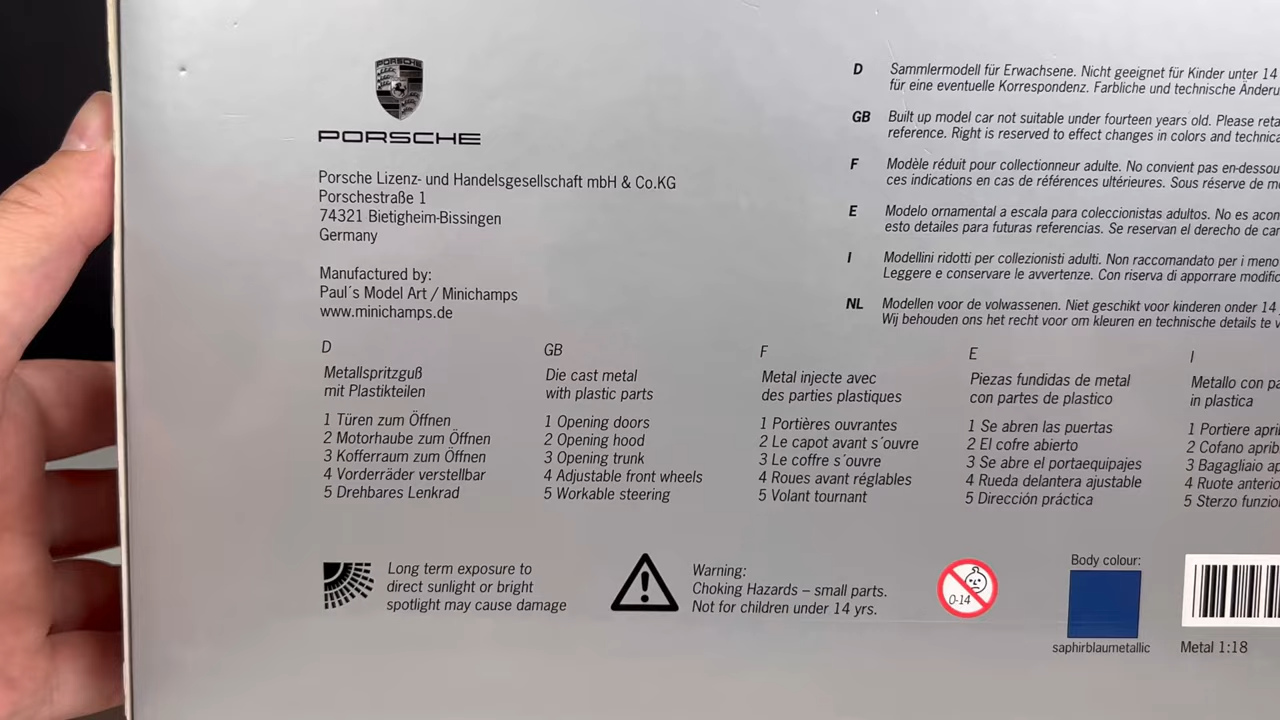 PORSCHE
PORSCHE
Porsche Lizenz- und Handelsgesellschaft mbH & Co.KG
Porschestraße 1
74321 Bietigheim-Bissingen
Germany
Manufactured by:
Paul´s Model Art / Minichamps
www.minichamps.de
D Sammlermodell für Erwachsene. Nicht geeignet für Kinder unter 14
für eine eventuelle Korrespondenz. Farbliche und technische
GB Built up model car not suitable under fourteen years old. Please
reference. Right is reserved to effect changes in colors and
F Modèle réduit pour collectionneur adulte. No convient pas
ces indications en cas de références ultérieures. Sous réserve de
E Modelo ornamental a escala para coleccionistas adultos. No es
esto detailes para futuras referencias. Se reservan el derecho de
I Modellini ridotti per collezionisti adulti. Non raccomandato per i
Leggere e conservare le avvertenze. Con riserva di apporrare
NL Modellen voor de volwassenen. Niet geschikt voor kinderen onder 14
Wij behouden ons het recht voor om kleuren en technische details te
D
Metallspritzguß
mit Plastikteilen
1 Türen zum Öffnen
2 Motorhaube zum Öffnen
3 Kofferraum zum Öffnen
4 Vorderräder verstellbar
5 Drehbares Lenkrad
GB
Die cast metal
with plastic parts
1 Opening doors
2 Opening hood
3 Opening trunk
4 Adjustable front wheels
5 Workable steering
F
Metal injecte avec
des parties plastiques
1 Portières ouvrantes
2 Le capot avant s´ouvre
3 Le coffre s´ouvre
4 Roues avant réglables
5 Volant tournant
E
Piezas fundidas de metal
con partes de plastico
1 Se abren las puertas
2 El cofre abierto
3 Se abre el portaequipajes
4 Rueda delantera ajustable
5 Dirección práctica
I
Metallo con
in plastica
1 Portiere
2 Cofano
3 Bagagliaio
4 Ruote
5 Sterzo
Long term exposure to
direct sunlight or bright
spotlight may cause damage
Warning:
Choking Hazards – small parts.
Not for children under 14 yrs.
0-14
Body colour:
saphirblaumetallic
Metal 1:18